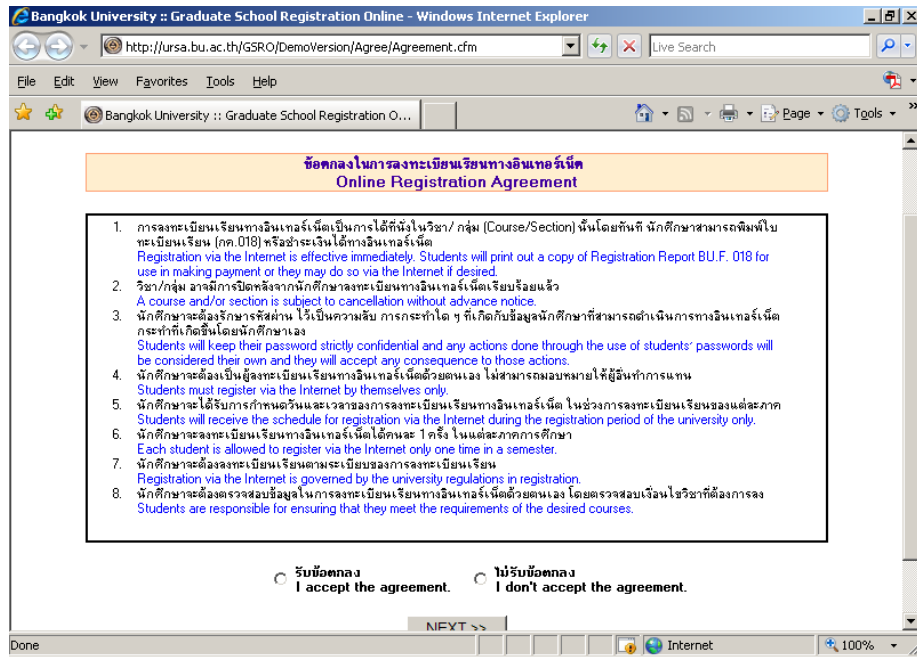 Bangkok University :: Graduate School Registration Online - Windows Internet Explorer
http://ursa.bu.ac.th/GSRO/DemoVersion/Agree/Agreement.cfm
Live Search
File Edit View Favorites Tools Help
Bangkok University :: Graduate School Registration O...
Page Tools
ข้อตกลงในการลงทะเบียนเรียนทางอินเทอร์เน็ต
Online Registration Agreement
1. การลงทะเบียนเรียนทางอินเทอร์เน็ตเป็นการได้ที่นั่งในวิชา/ กลุ่ม (Course/Section) นั้นโดยทันที นักศึกษาสามารถพิมพ์ใบ
ทะเบียนเรียน (กค.018) หรือชำระเงินได้ทางอินเทอร์เน็ต
Registration via the Internet is effective immediately. Students will print out a copy of Registration Report BU.F. 018 for
use in making payment or they may do so via the Internet if desired.
2. วิชา/กลุ่ม อาจมีการปิดหลังจากนักศึกษาลงทะเบียนทางอินเทอร์เน็ตเรียบร้อยแล้ว
A course and/or section is subject to cancellation without advance notice.
3. นักศึกษาจะต้องรักษารหัสผ่าน ไว้เป็นความลับ การกระทำใด ๆ ที่เกิดกับข้อมูลนักศึกษาที่สามารถดำเนินการทางอินเทอร์เน็ต
กระทำที่เกิดขึ้นโดยนักศึกษาเอง
Students will keep their password strictly confidential and any actions done through the use of students' passwords will
be considered their own and they will accept any consequence to those actions.
4. นักศึกษาจะต้องเป็นผู้ลงทะเบียนเรียนทางอินเทอร์เน็ตด้วยตนเอง ไม่สามารถมอบหมายให้ผู้อื่นทำการแทน
Students must register via the Internet by themselves only.
5. นักศึกษาจะได้รับการกำหนดวันและเวลาของการลงทะเบียนเรียนทางอินเทอร์เน็ต ในช่วงการลงทะเบียนเรียนของแต่ละภาค
Students will receive the schedule for registration via the Internet during the registration period of the university only.
6. นักศึกษาจะลงทะเบียนเรียนทางอินเทอร์เน็ตได้คนละ 1 ครั้ง ในแต่ละภาคการศึกษา
Each student is allowed to register via the Internet only one time in a semester.
7. นักศึกษาจะต้องลงทะเบียนเรียนตามระเบียบของการลงทะเบียนเรียน
Registration via the Internet is governed by the university regulations in registration.
8. นักศึกษาจะต้องตรวจสอบข้อมูลในการลงทะเบียนเรียนทางอินเทอร์เน็ตด้วยตนเอง โดยตรวจสอบเงื่อนไขวิชาที่ต้องการลง
Students are responsible for ensuring that they meet the requirements of the desired courses.
รับข้อตกลง ไม่รับข้อตกลง
I accept the agreement. I don't accept the agreement.
NEXT >>
Done Internet 100%